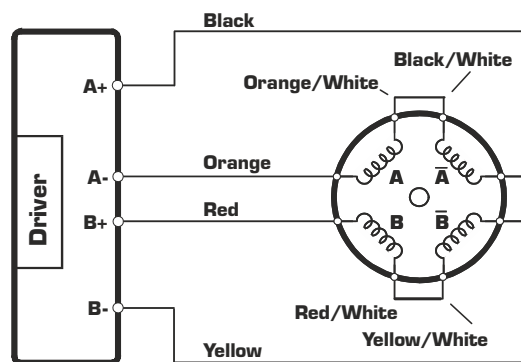 Black
Black/White
Orange/White
A+
A-
Orange
A
A̅
Driver
B+
Red
B
B̅
B-
Red/White
Yellow/White
Yellow